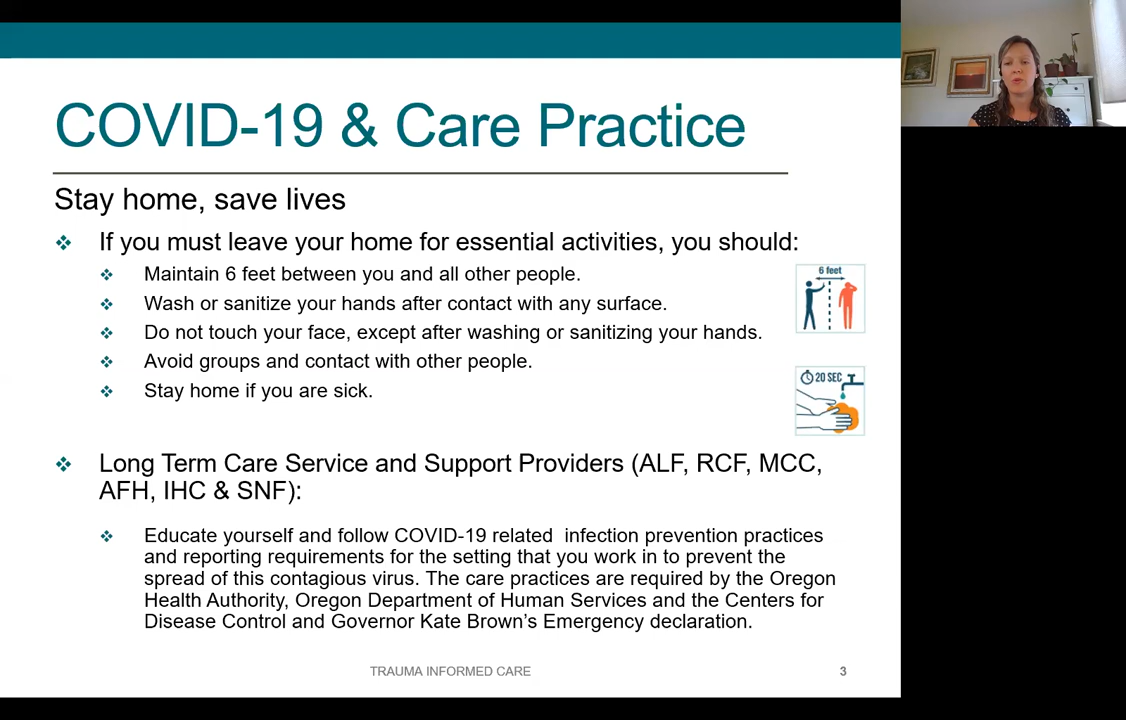 COVID-19 & Care Practice
Stay home, save lives
❖ If you must leave your home for essential activities, you should:
❖ Maintain 6 feet between you and all other people.
❖ Wash or sanitize your hands after contact with any surface.
❖ Do not touch your face, except after washing or sanitizing your hands.
❖ Avoid groups and contact with other people.
❖ Stay home if you are sick.
6 feet
20 SEC
❖ Long Term Care Service and Support Providers (ALF, RCF, MCC,
AFH, IHC & SNF):
❖ Educate yourself and follow COVID-19 related  infection prevention practices
and reporting requirements for the setting that you work in to prevent the
spread of this contagious virus. The care practices are required by the Oregon
Health Authority, Oregon Department of Human Services and the Centers for
Disease Control and Governor Kate Brown’s Emergency declaration.
TRAUMA INFORMED CARE
3